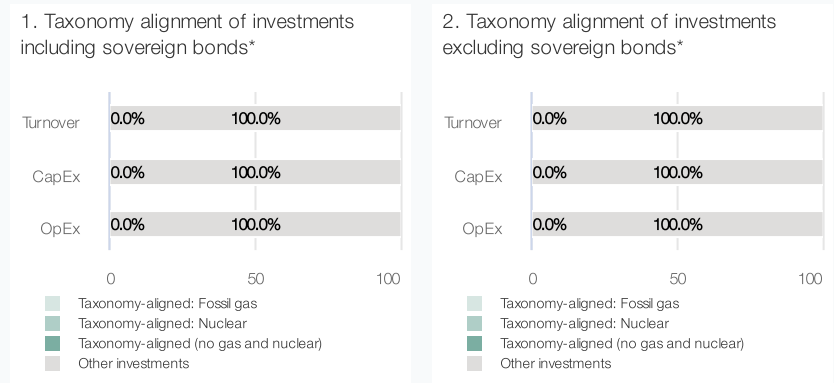 1. Taxonomy alignment of investments
including sovereign bonds*
Turnover 0.0% 100.0%
CapEx 0.0% 100.0%
OpEx 0.0% 100.0%
0 50 100
Taxonomy-aligned: Fossil gas
Taxonomy-aligned: Nuclear
Taxonomy-aligned (no gas and nuclear)
Other investments
2. Taxonomy alignment of investments
excluding sovereign bonds*
Turnover 0.0% 100.0%
CapEx 0.0% 100.0%
OpEx 0.0% 100.0%
0 50 100
Taxonomy-aligned: Fossil gas
Taxonomy-aligned: Nuclear
Taxonomy-aligned (no gas and nuclear)
Other investments